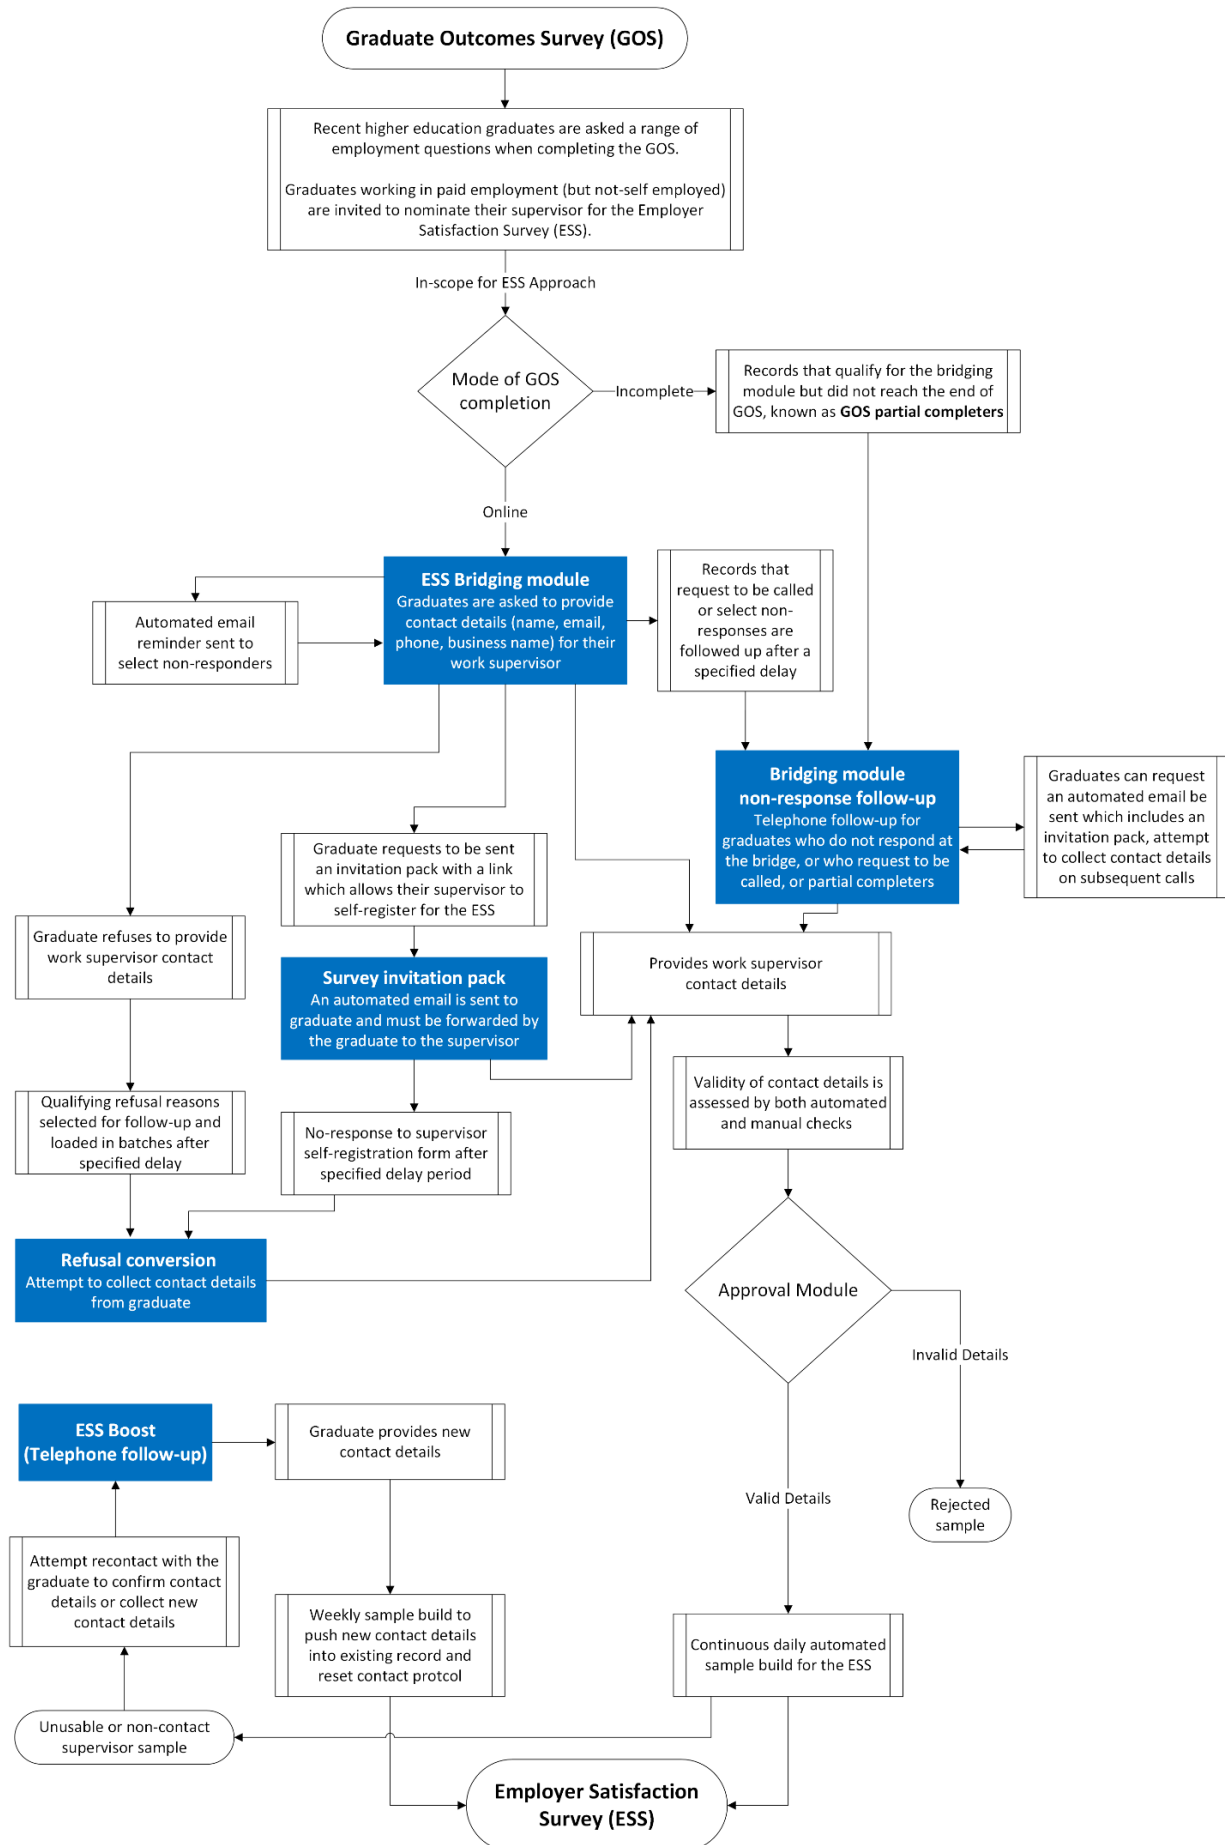 Graduate Outcomes Survey (GOS)
Recent higher education graduates are asked a range of
employment questions when completing the GOS.
Graduates working in paid employment (but not-self employed)
are invited to nominate their supervisor for the Employer
Satisfaction Survey (ESS).
In-scope for ESS Approach
Mode of GOS
completion
Incomplete
Records that qualify for the bridging
module but did not reach the end of
GOS, known as GOS partial completers
Online
ESS Bridging module
Graduates are asked to provide
contact details (name, email,
phone, business name) for their
work supervisor
Automated email
reminder sent to
select non-responders
Records that
request to be called
or select non-
responses are
followed up after a
specified delay
Bridging module
non-response follow-up
Telephone follow-up for
graduates who do not respond at
the bridge, or who request to be
called, or partial completers
Graduates can request
an automated email be
sent which includes an
invitation pack, attempt
to collect contact details
on subsequent calls
Graduate requests to be sent
an invitation pack with a link
which allows their supervisor to
self-register for the ESS
Graduate refuses to provide
work supervisor contact
details
Survey invitation pack
An automated email is sent to
graduate and must be forwarded by
the graduate to the supervisor
Provides work supervisor
contact details
Validity of contact details is
assessed by both automated
and manual checks
Qualifying refusal reasons
selected for follow-up and
loaded in batches after
specified delay
No-response to supervisor
self-registration form after
specified delay period
Refusal conversion
Attempt to collect contact details
from graduate
Approval Module
Invalid Details
ESS Boost
(Telephone follow-up)
Graduate provides new
contact details
Valid Details
Rejected
sample
Attempt recontact with the
graduate to confirm contact
details or collect new
contact details
Weekly sample build to
push new contact details
into existing record and
reset contact protcol
Continuous daily automated
sample build for the ESS
Unusable or non-contact
supervisor sample
Employer Satisfaction
Survey (ESS)